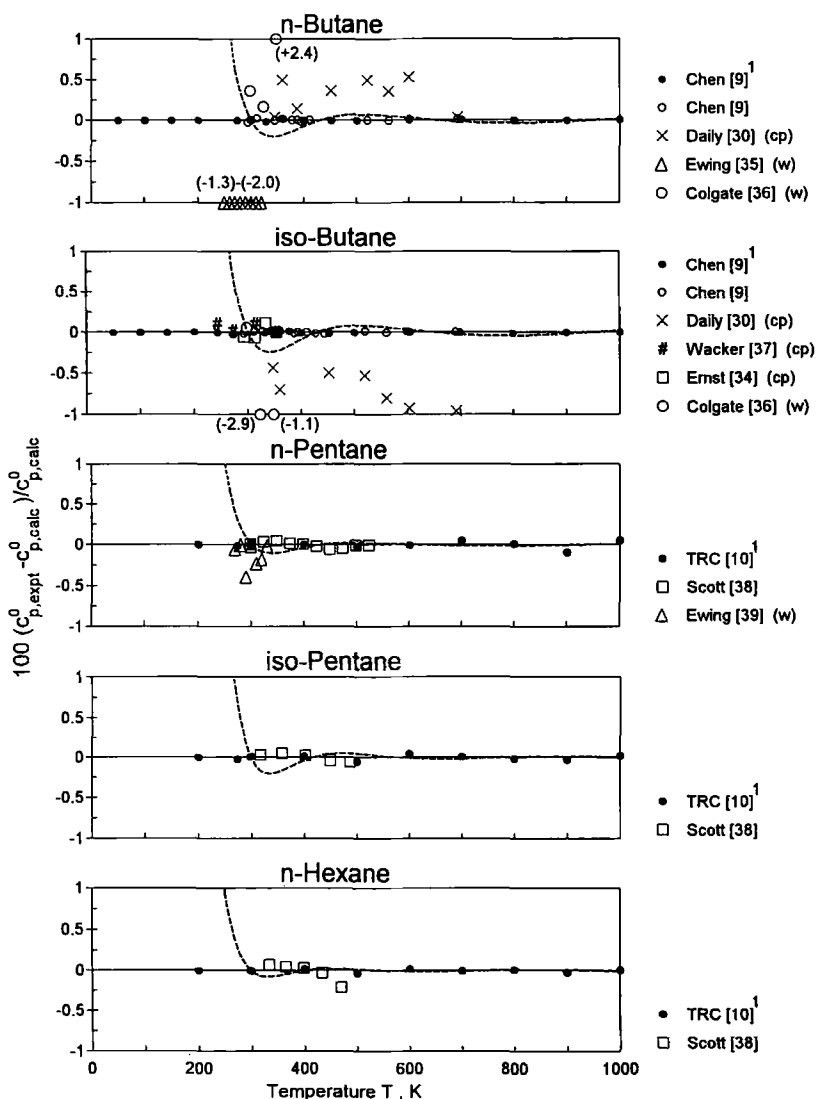 n-Butane
1
0.5
0
-0.5
-1
(+2.4)
(-1.3)-(-2.0)
Chen [9]1
Chen [9]
Daily [30] (cp)
Ewing [35] (w)
Colgate [36] (w)
iso-Butane
1
0.5
0
-0.5
-1
(-2.9)
(-1.1)
Chen [9]1
Chen [9]
Daily [30] (cp)
# Wacker [37] (cp)
Ernst [34] (cp)
Colgate [36] (w)
n-Pentane
1
0.5
0
-0.5
-1
TRC [10]1
Scott [38]
Ewing [39] (w)
100 (c0p,expt -c0p,calc )/c0p,calc
iso-Pentane
1
0.5
0
-0.5
-1
TRC [10]1
Scott [38]
n-Hexane
1
0.5
0
-0.5
-1
TRC [10]1
Scott [38]
0 200 400 600 800 1000
Temperature T , K